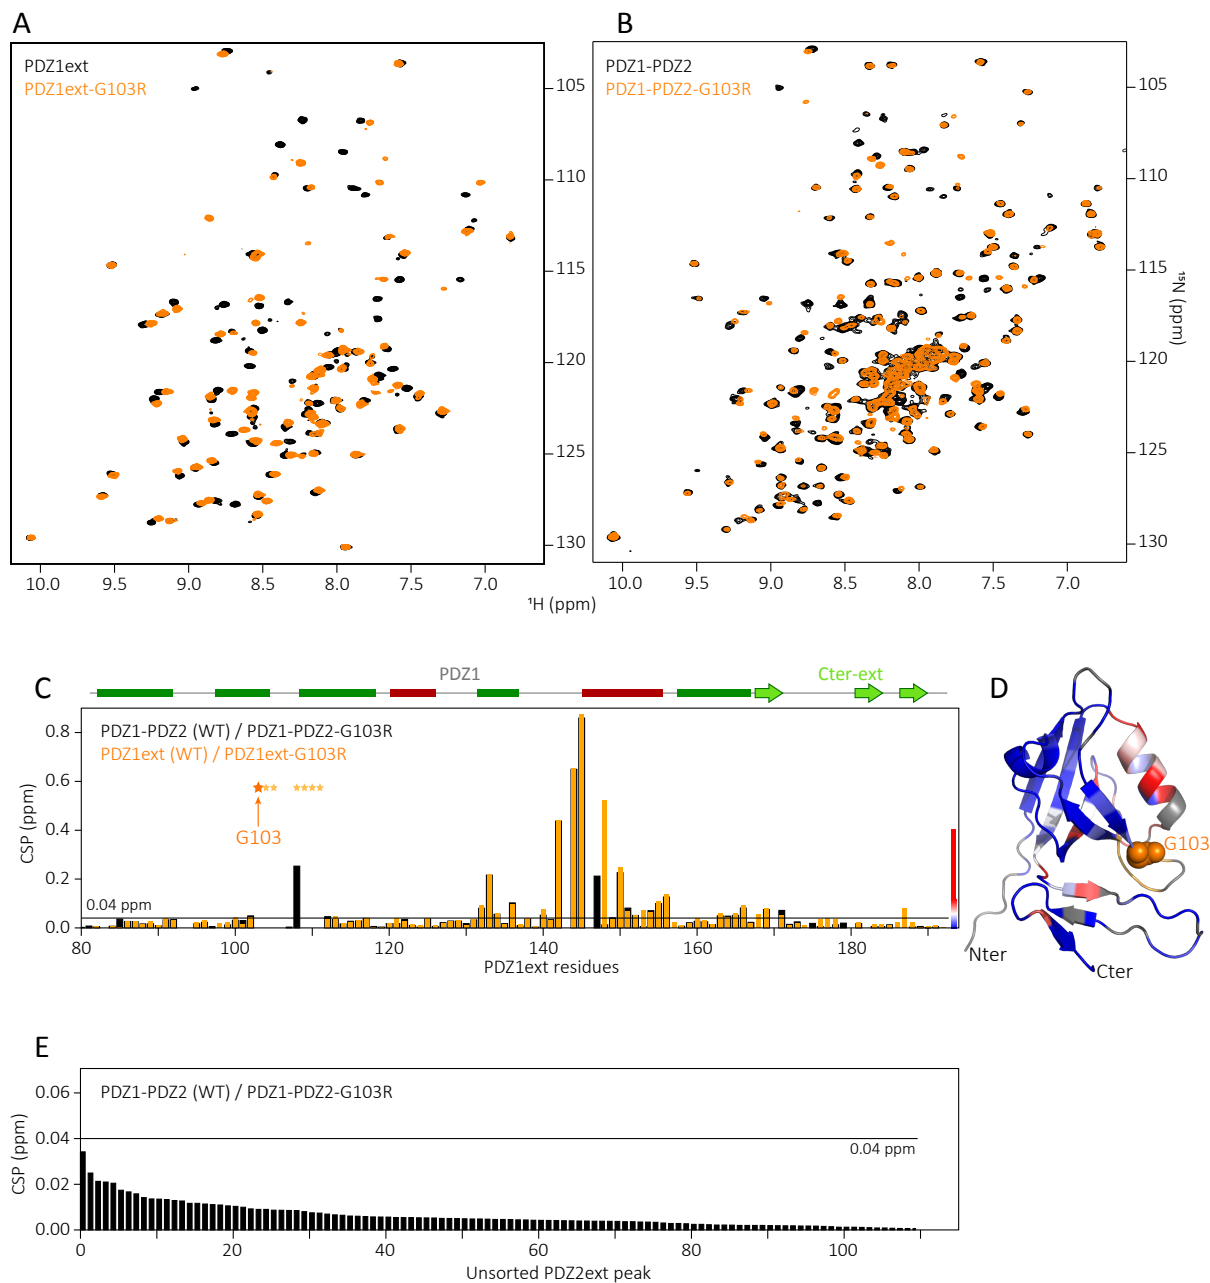 A
B
PDZ1ext
PDZ1ext-G103R
105
110
115
120
125
130
10.0 9.5 9.0 8.5 8.0 7.5 7.0
PDZ1-PDZ2
PDZ1-PDZ2-G103R
105
110
115
120
125
130
¹⁵N (ppm)
10.0 9.5 9.0 8.5 8.0 7.5 7.0
¹H (ppm)
C
PDZ1
Cter-ext
D
PDZ1-PDZ2 (WT) / PDZ1-PDZ2-G103R
PDZ1ext (WT) / PDZ1ext-G103R
G103
0.04 ppm
CSP (ppm)
0.8
0.6
0.4
0.2
0.0
80 100 120 140 160 180
PDZ1ext residues
G103
Nter
Cter
E
PDZ1-PDZ2 (WT) / PDZ1-PDZ2-G103R
0.04 ppm
CSP (ppm)
0.06
0.04
0.02
0.00
0 20 40 60 80 100
Unsorted PDZ2ext peak